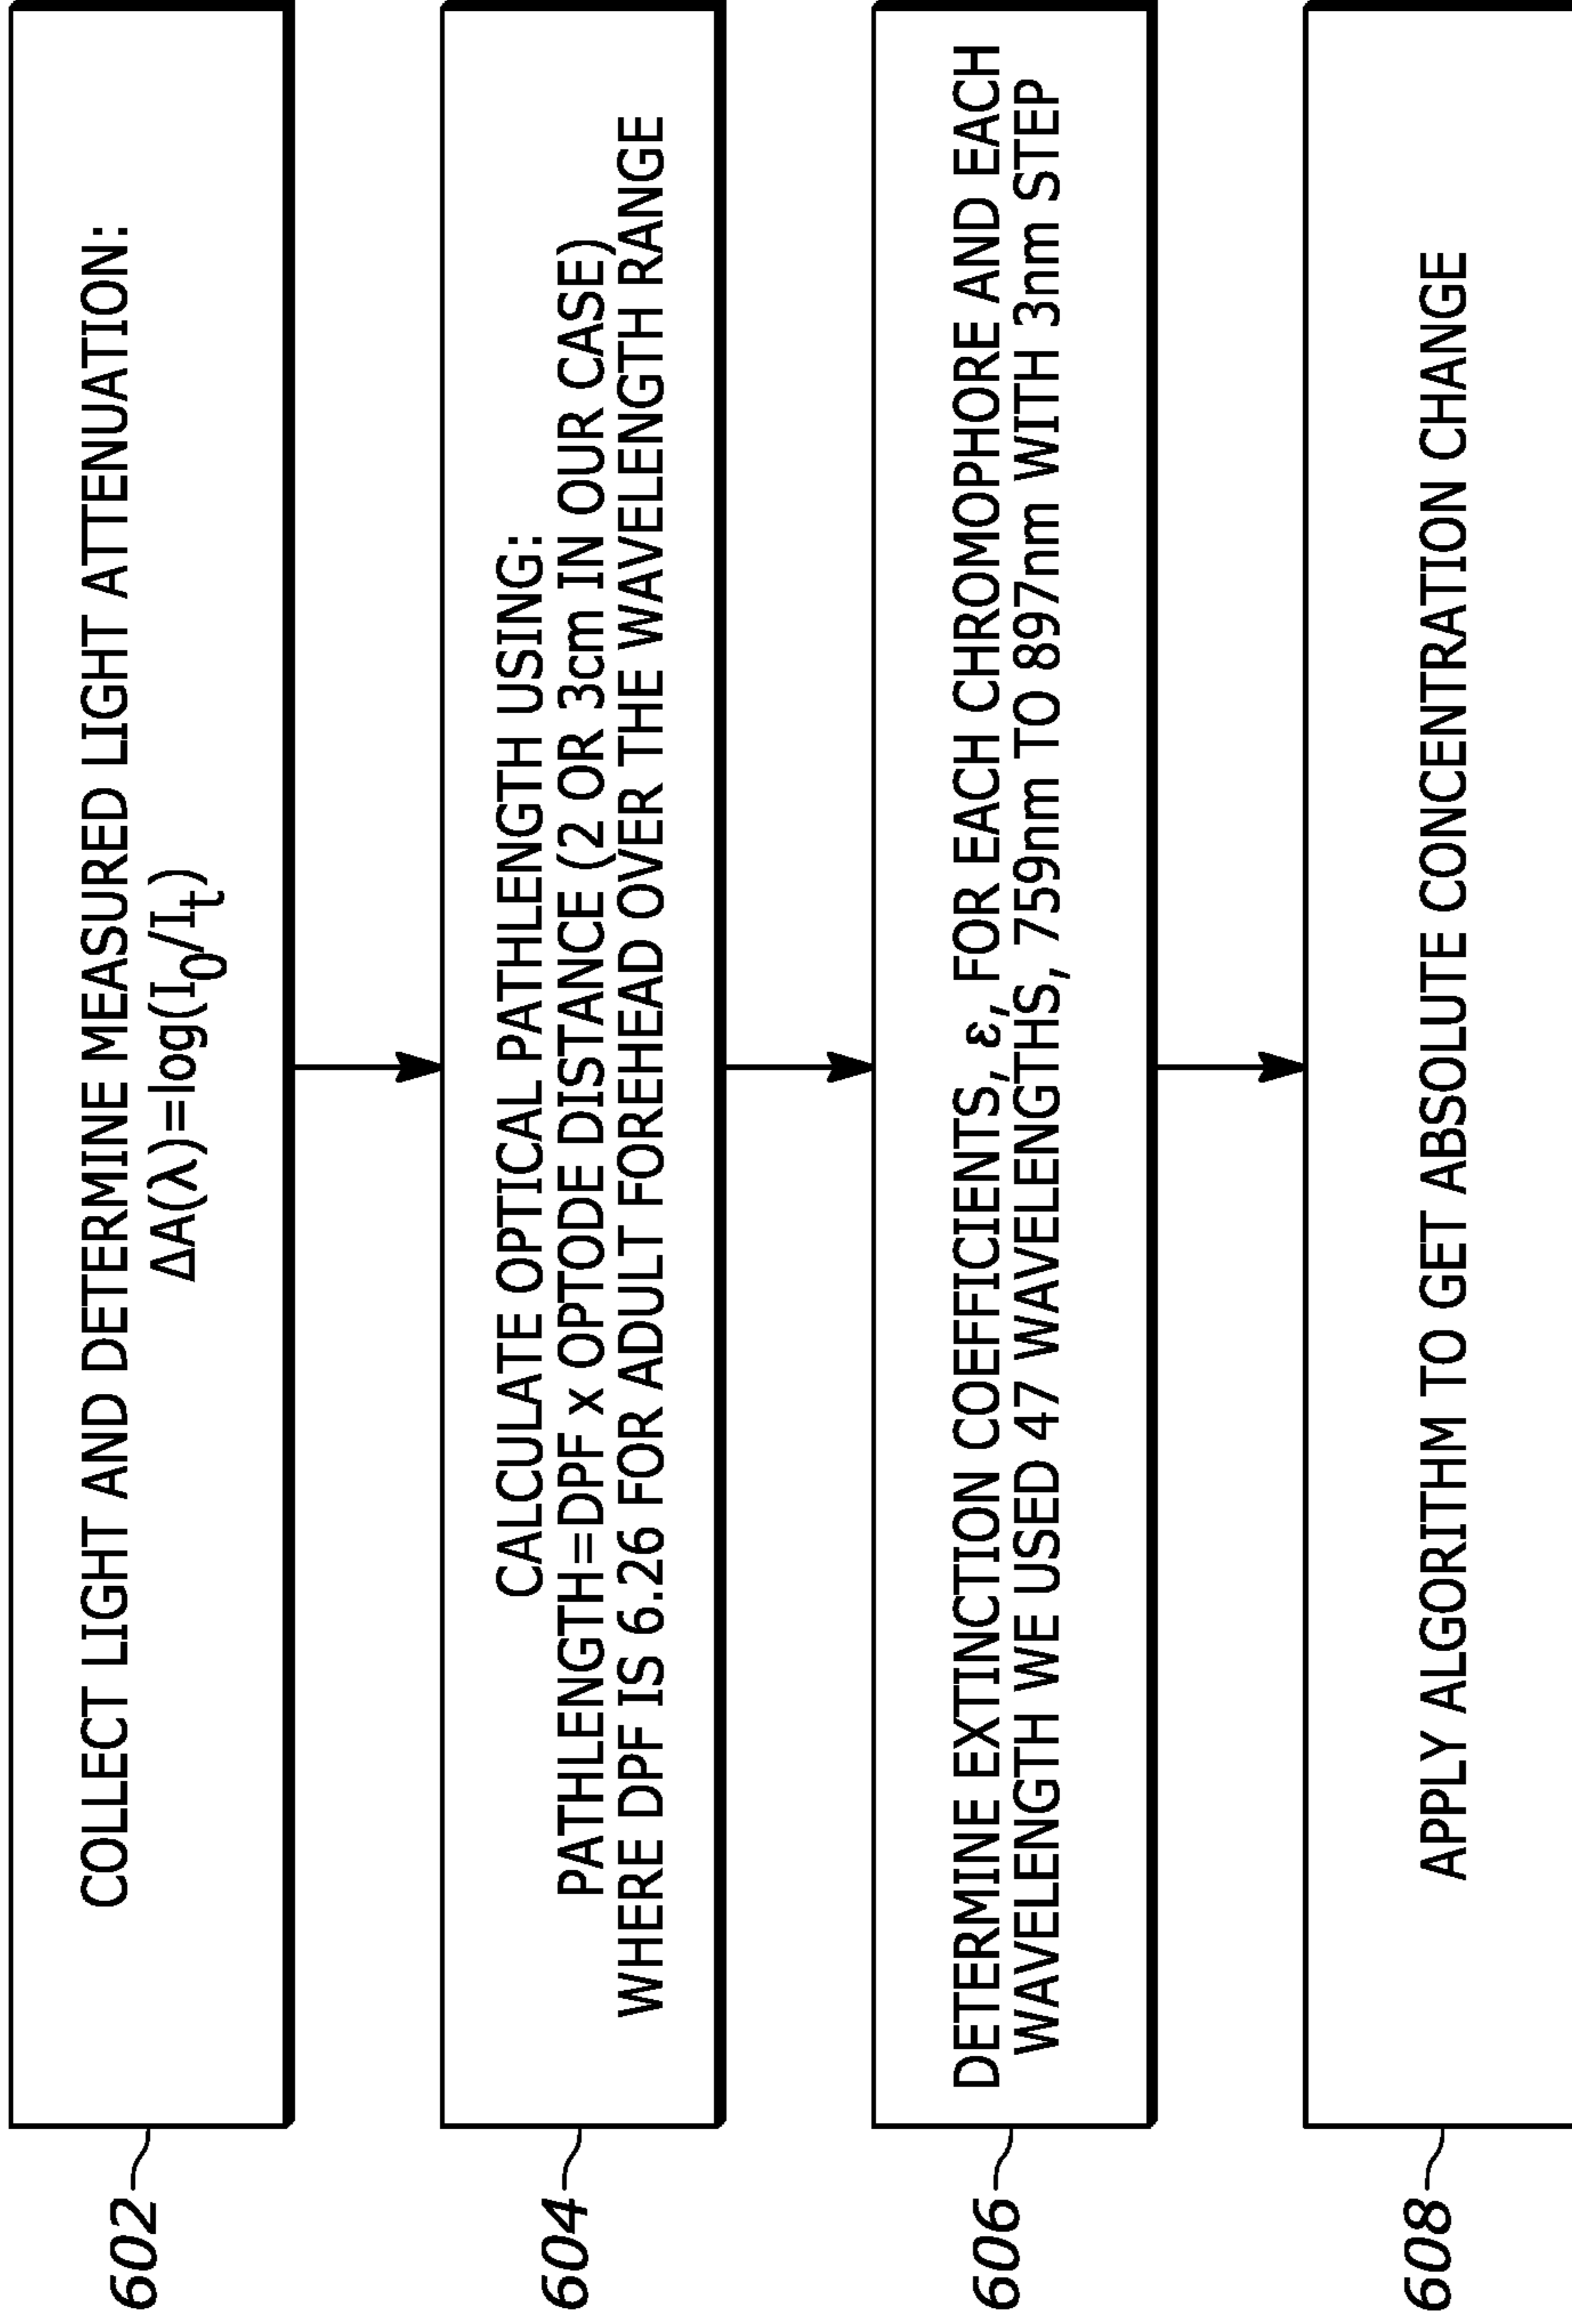 602
COLLECT LIGHT AND DETERMINE MEASURED LIGHT ATTENUATION:
ΔA(λ)=log(I0/It)
604
CALCULATE OPTICAL PATHLENGTH USING:
PATHLENGTH=DPF x OPTODE DISTANCE (2 OR 3cm IN OUR CASE)
WHERE DPF IS 6.26 FOR ADULT FOREHEAD OVER THE WAVELENGTH RANGE
606
DETERMINE EXTINCTION COEFFICIENTS, ε, FOR EACH CHROMOPHORE AND EACH
WAVELENGTH WE USED 47 WAVELENGTHS, 759nm TO 897nm WITH 3nm STEP
608
APPLY ALGORITHM TO GET ABSOLUTE CONCENTRATION CHANGE